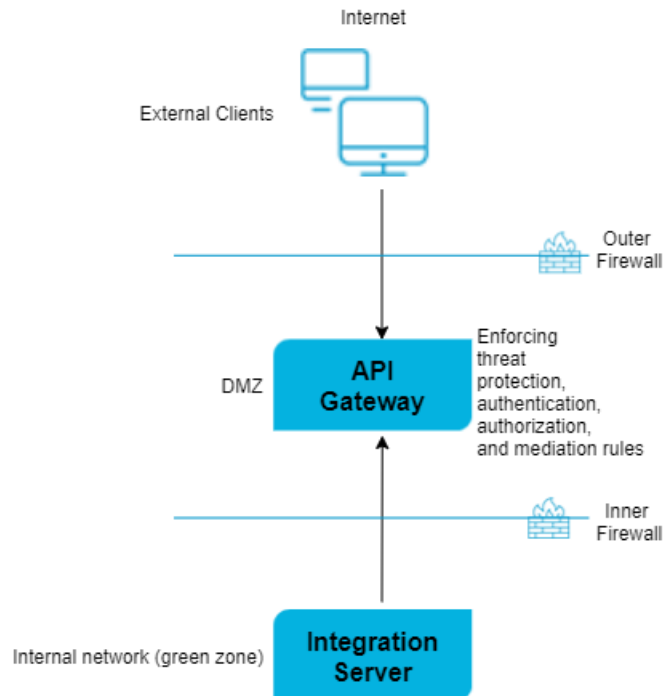 Internet
External Clients
Outer
Firewall
API
Gateway
DMZ
Enforcing
threat
protection,
authentication,
authorization,
and mediation rules
Inner
Firewall
Integration
Server
Internal network (green zone)